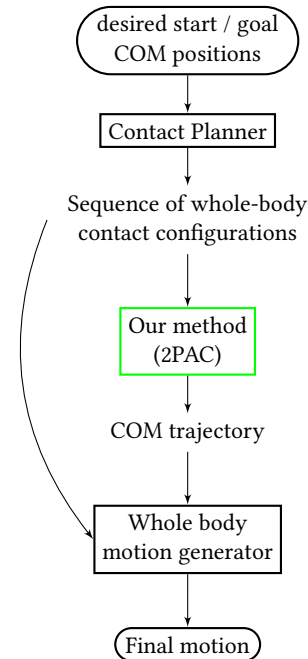 desired start / goal
COM positions
Contact Planner
Sequence of whole-body
contact configurations
Our method
(2PAC)
COM trajectory
Whole body
motion generator
Final motion